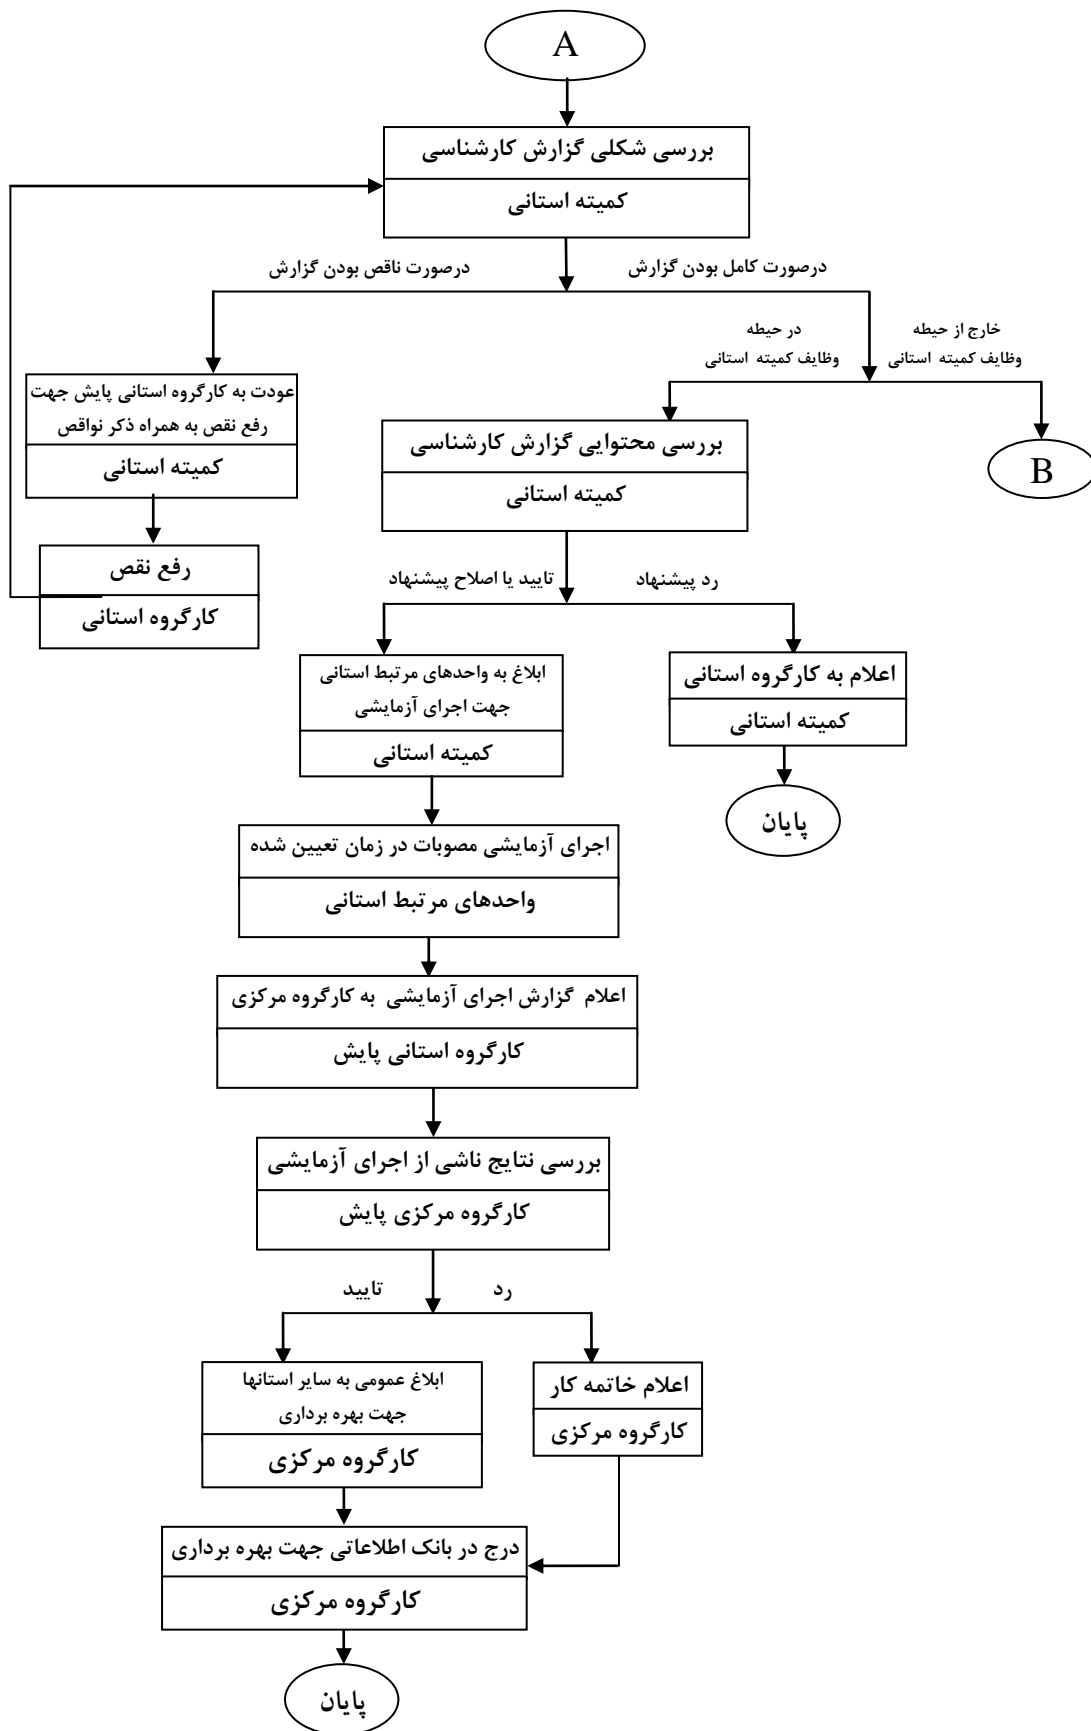 A
بررسی شکلی گزارش کارشناسی
کمیته استانی
درصورت کامل بودن گزارش
درصورت ناقص بودن گزارش
خارج از حیطه
وظایف کمیته استانی
در حیطه
وظایف کمیته استانی
عودت به کارگروه استانی پایش جهت
رفع نقص به همراه ذکر نواقص
کمیته استانی
B
بررسی محتوایی گزارش کارشناسی
کمیته استانی
رفع نقص
کارگروه استانی
رد پیشنهاد
تایید یا اصلاح پیشنهاد
اعلام به کارگروه استانی
کمیته استانی
ابلاغ به واحدهای مرتبط استانی
جهت اجرای آزمایشی
کمیته استانی
پایان
اجرای آزمایشی مصوبات در زمان تعیین شده
واحدهای مرتبط استانی
اعلام گزارش اجرای آزمایشی به کارگروه مرکزی
کارگروه استانی پایش
بررسی نتایج ناشی از اجرای آزمایشی
کارگروه مرکزی پایش
رد
تایید
اعلام خاتمه کار
کارگروه مرکزی
ابلاغ عمومی به سایر استانها
جهت بهره برداری
کارگروه مرکزی
درج در بانک اطلاعاتی جهت بهره برداری
کارگروه مرکزی
پایان